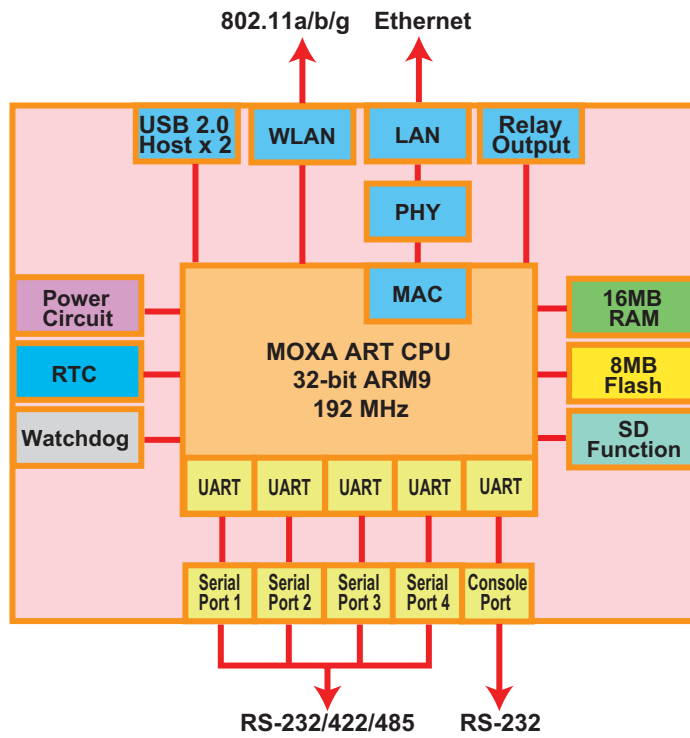 802.11a/b/g
Ethernet
USB 2.0
Host x 2
WLAN
LAN
Relay
Output
PHY
MAC
Power
Circuit
16MB
RAM
MOXA ART CPU
32-bit ARM9
192 MHz
RTC
8MB
Flash
Watchdog
SD
Function
UART
UART
UART
UART
UART
Serial
Port 1
Serial
Port 2
Serial
Port 3
Serial
Port 4
Console
Port
RS-232/422/485
RS-232